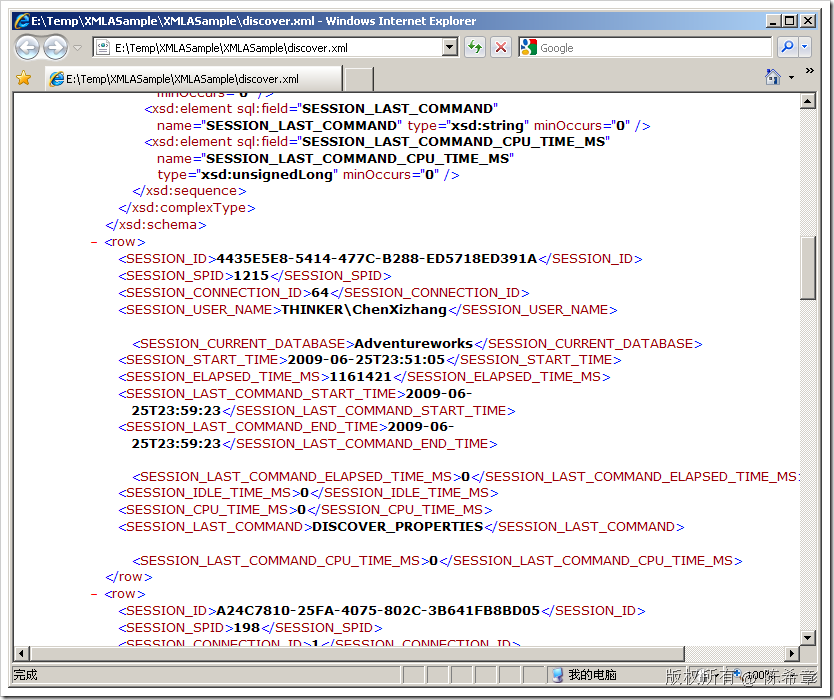 E:\Temp\XMLASample\XMLASample\discover.xml - Windows Internet Explorer
E:\Temp\XMLASample\XMLASample\discover.xml
Google
E:\Temp\XMLASample\XMLASample\discover.xml
minOccurs="0" />
<xsd:element sql:field="SESSION_LAST_COMMAND"
name="SESSION_LAST_COMMAND" type="xsd:string" minOccurs="0" />
<xsd:element sql:field="SESSION_LAST_COMMAND_CPU_TIME_MS"
name="SESSION_LAST_COMMAND_CPU_TIME_MS"
type="xsd:unsignedLong" minOccurs="0" />
</xsd:sequence>
</xsd:complexType>
</xsd:schema>
- <row>
<SESSION_ID>4435E5E8-5414-477C-B288-ED5718ED391A</SESSION_ID>
<SESSION_SPID>1215</SESSION_SPID>
<SESSION_CONNECTION_ID>64</SESSION_CONNECTION_ID>
<SESSION_USER_NAME>THINKER\ChenXizhang</SESSION_USER_NAME>
<SESSION_CURRENT_DATABASE>Adventureworks</SESSION_CURRENT_DATABASE>
<SESSION_START_TIME>2009-06-25T23:51:05</SESSION_START_TIME>
<SESSION_ELAPSED_TIME_MS>1161421</SESSION_ELAPSED_TIME_MS>
<SESSION_LAST_COMMAND_START_TIME>2009-06-
25T23:59:23</SESSION_LAST_COMMAND_START_TIME>
<SESSION_LAST_COMMAND_END_TIME>2009-06-
25T23:59:23</SESSION_LAST_COMMAND_END_TIME>
<SESSION_LAST_COMMAND_ELAPSED_TIME_MS>0</SESSION_LAST_COMMAND_ELAPSED_TIME_MS>
<SESSION_IDLE_TIME_MS>0</SESSION_IDLE_TIME_MS>
<SESSION_CPU_TIME_MS>0</SESSION_CPU_TIME_MS>
<SESSION_LAST_COMMAND>DISCOVER_PROPERTIES</SESSION_LAST_COMMAND>
<SESSION_LAST_COMMAND_CPU_TIME_MS>0</SESSION_LAST_COMMAND_CPU_TIME_MS>
</row>
- <row>
<SESSION_ID>A24C7810-25FA-4075-802C-3B641FB8BD05</SESSION_ID>
<SESSION_SPID>198</SESSION_SPID>
<SESSION_CONNECTION_ID>1</SESSION_CONNECTION_ID>
完成 我的电脑 100%
版权所有 @ 陈希章